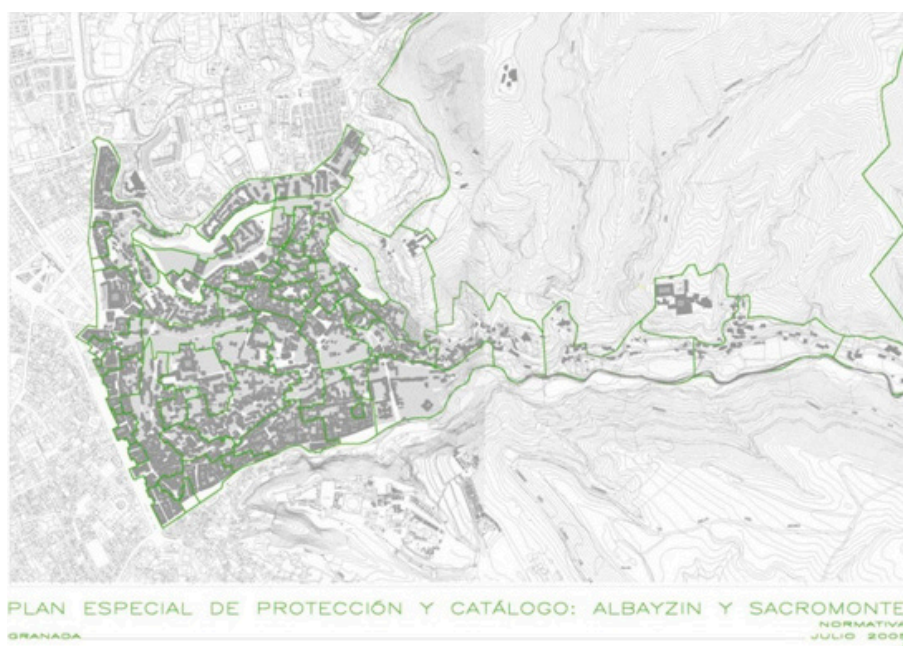 PLAN ESPECIAL DE PROTECCIÓN Y CATÁLOGO: ALBAYZIN Y SACROMONTE
NORMATIVA
GRANADA
JULIO